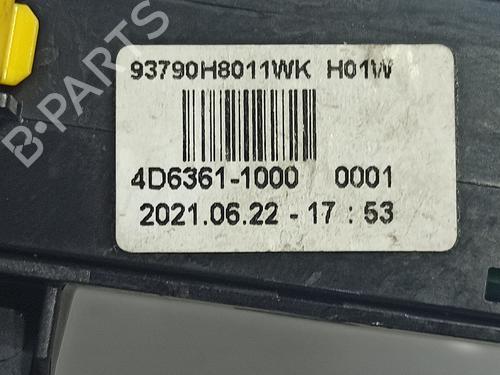 93790H8011WK H01W
4D6361-1000 0001
2021.06.22 - 17 : 53
B-PARTS